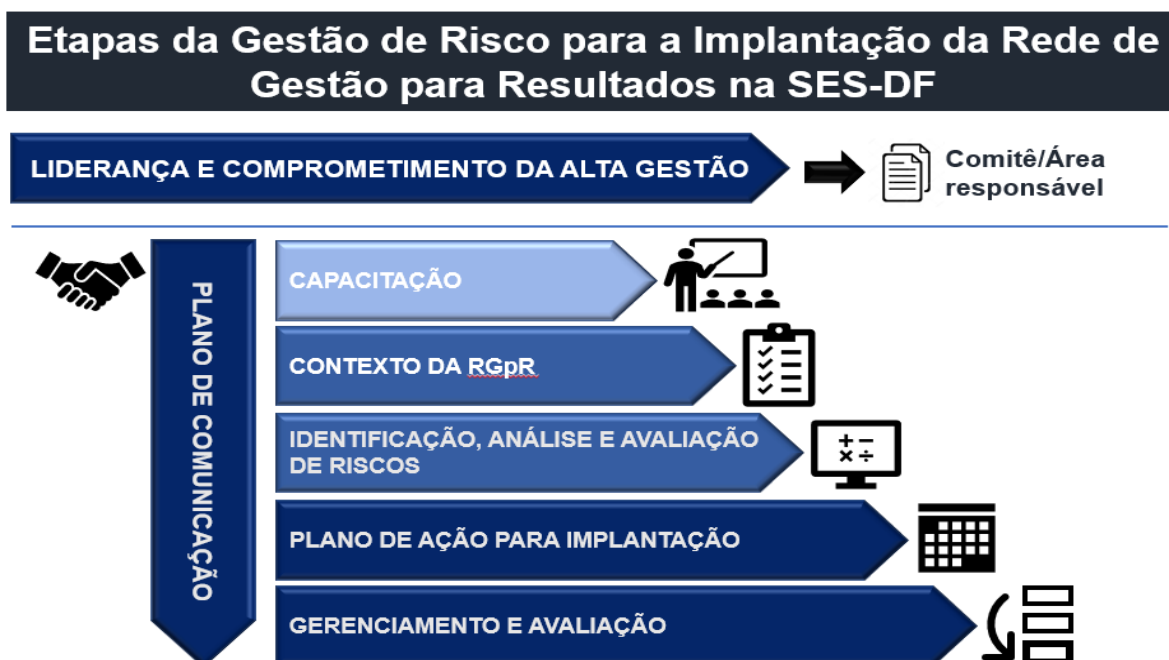 Etapas da Gestão de Risco para a Implantação da Rede de
Gestão para Resultados na SES-DF
LIDERANÇA E COMPROMETIMENTO DA ALTA GESTÃO
Comitê/Área
responsável
PLANO DE COMUNICAÇÃO
CAPACITAÇÃO
CONTEXTO DA RGpR
IDENTIFICAÇÃO, ANÁLISE E AVALIAÇÃO
DE RISCOS
PLANO DE AÇÃO PARA IMPLANTAÇÃO
GERENCIAMENTO E AVALIAÇÃO